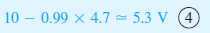 10 − 0.99 × 4.7 ≃ 5.3 V ④